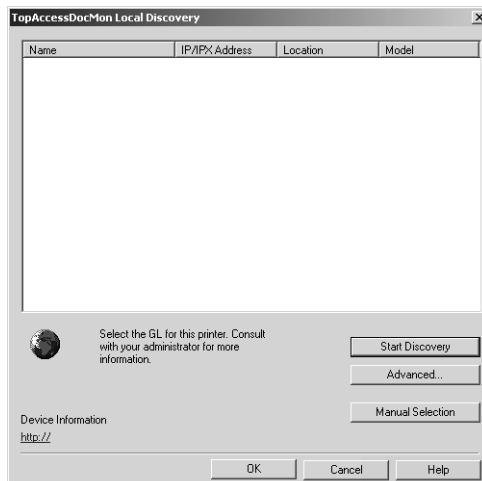 TopAccessDocMon Local Discovery
Name IP/IPX Address Location Model
Select the GL for this printer. Consult
with your administrator for more
information.
Start Discovery
Advanced...
Manual Selection
Device Information
http://
OK Cancel Help